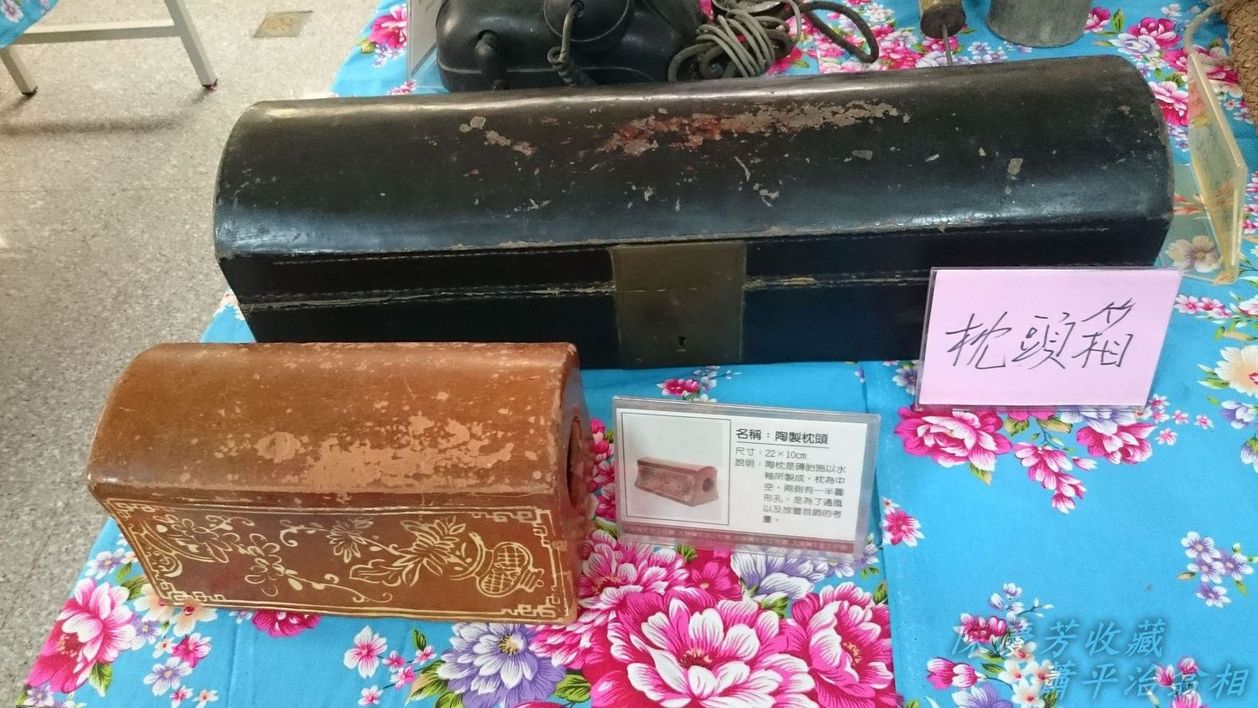 枕頭箱
名稱：陶製枕頭
尺寸：22×10cm
說明：陶枕是磚胎施以水
釉所製成，枕為中
空，兩側有一半圓
形孔，是為了通風
以及放置首飾的考
量。
陳慶芳收藏
蕭平治翕相